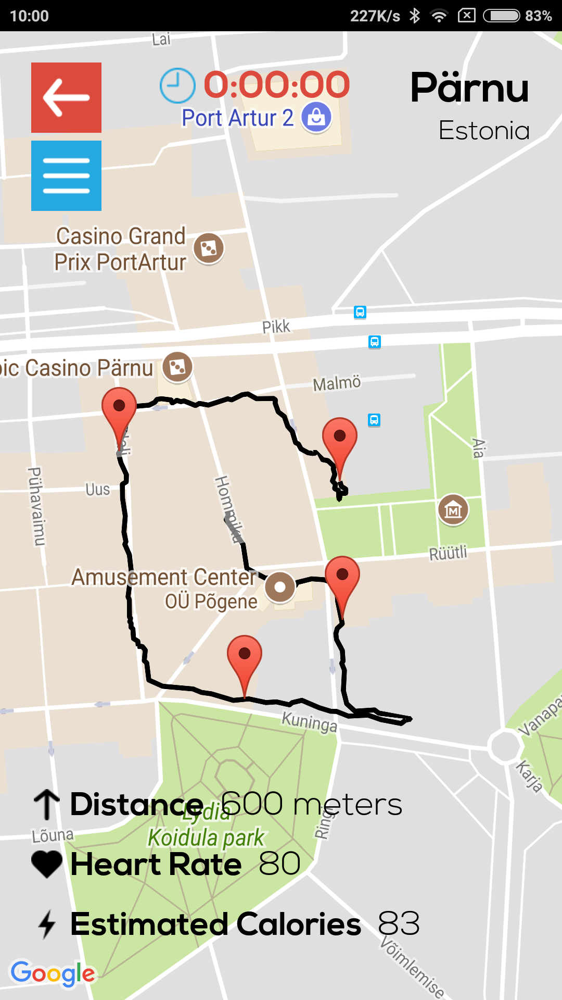 10:00 227K/s 83%
Lai
0:00:00
Pärnu
Port Artur 2
Estonia
Casino Grand
Prix PortArtur
Pikk
pic Casino Pärnu
Malmö
Aia
Pühavaimu
Uus
Hommiku
M
Rüütli
Amusement Center
OÜ Põgene
Kuninga
Vanapa
Karja
Distance 600 meters
Lydia
Koidula park
Ringi
Lõuna
Heart Rate 80
Estimated Calories 83
Võimlemise
Google